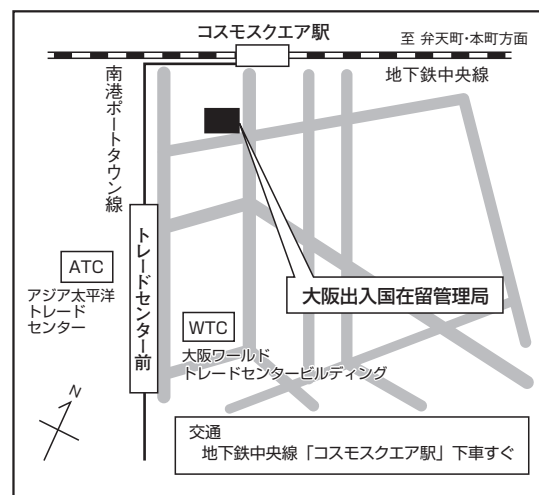 コスモスクエア駅
至 弁天町・本町方面
地下鉄中央線
南港ポートタウン線
トレードセンター前
ATC
アジア太平洋
トレード
センター
大阪出入国在留管理局
WTC
大阪ワールド
トレードセンタービルディング
N
交通
地下鉄中央線「コスモスクエア駅」下車すぐ